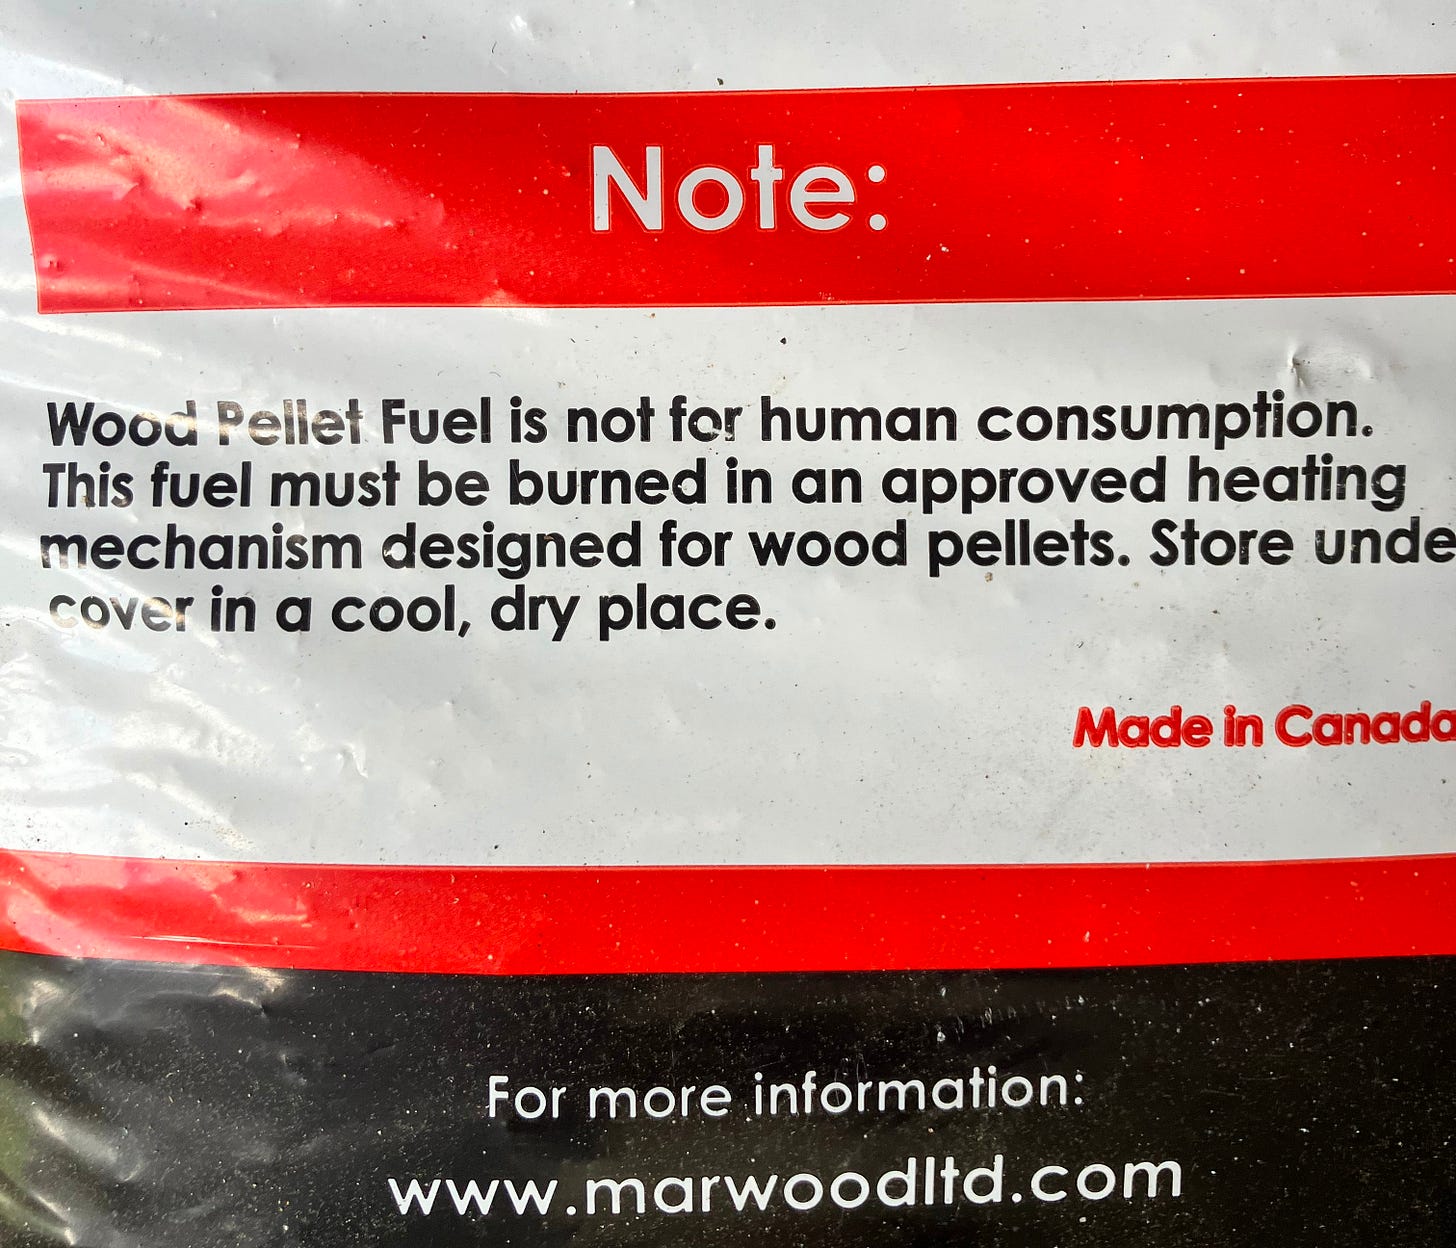 Note:
Wood Pellet Fuel is not for human consumption.
This fuel must be burned in an approved heating
mechanism designed for wood pellets. Store unde
cover in a cool, dry place.
Made in Canada
For more information:
www.marwoodltd.com